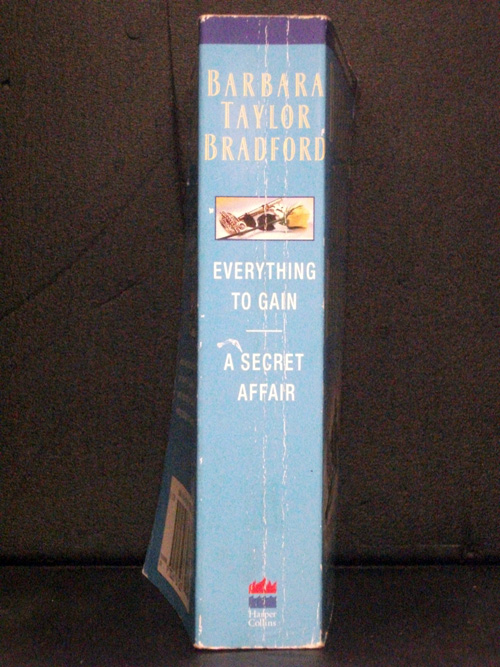 BARBARA
TAYLOR
BRADFORD
EVERYTHING
TO GAIN
A SECRET
AFFAIR
Harper
Collins